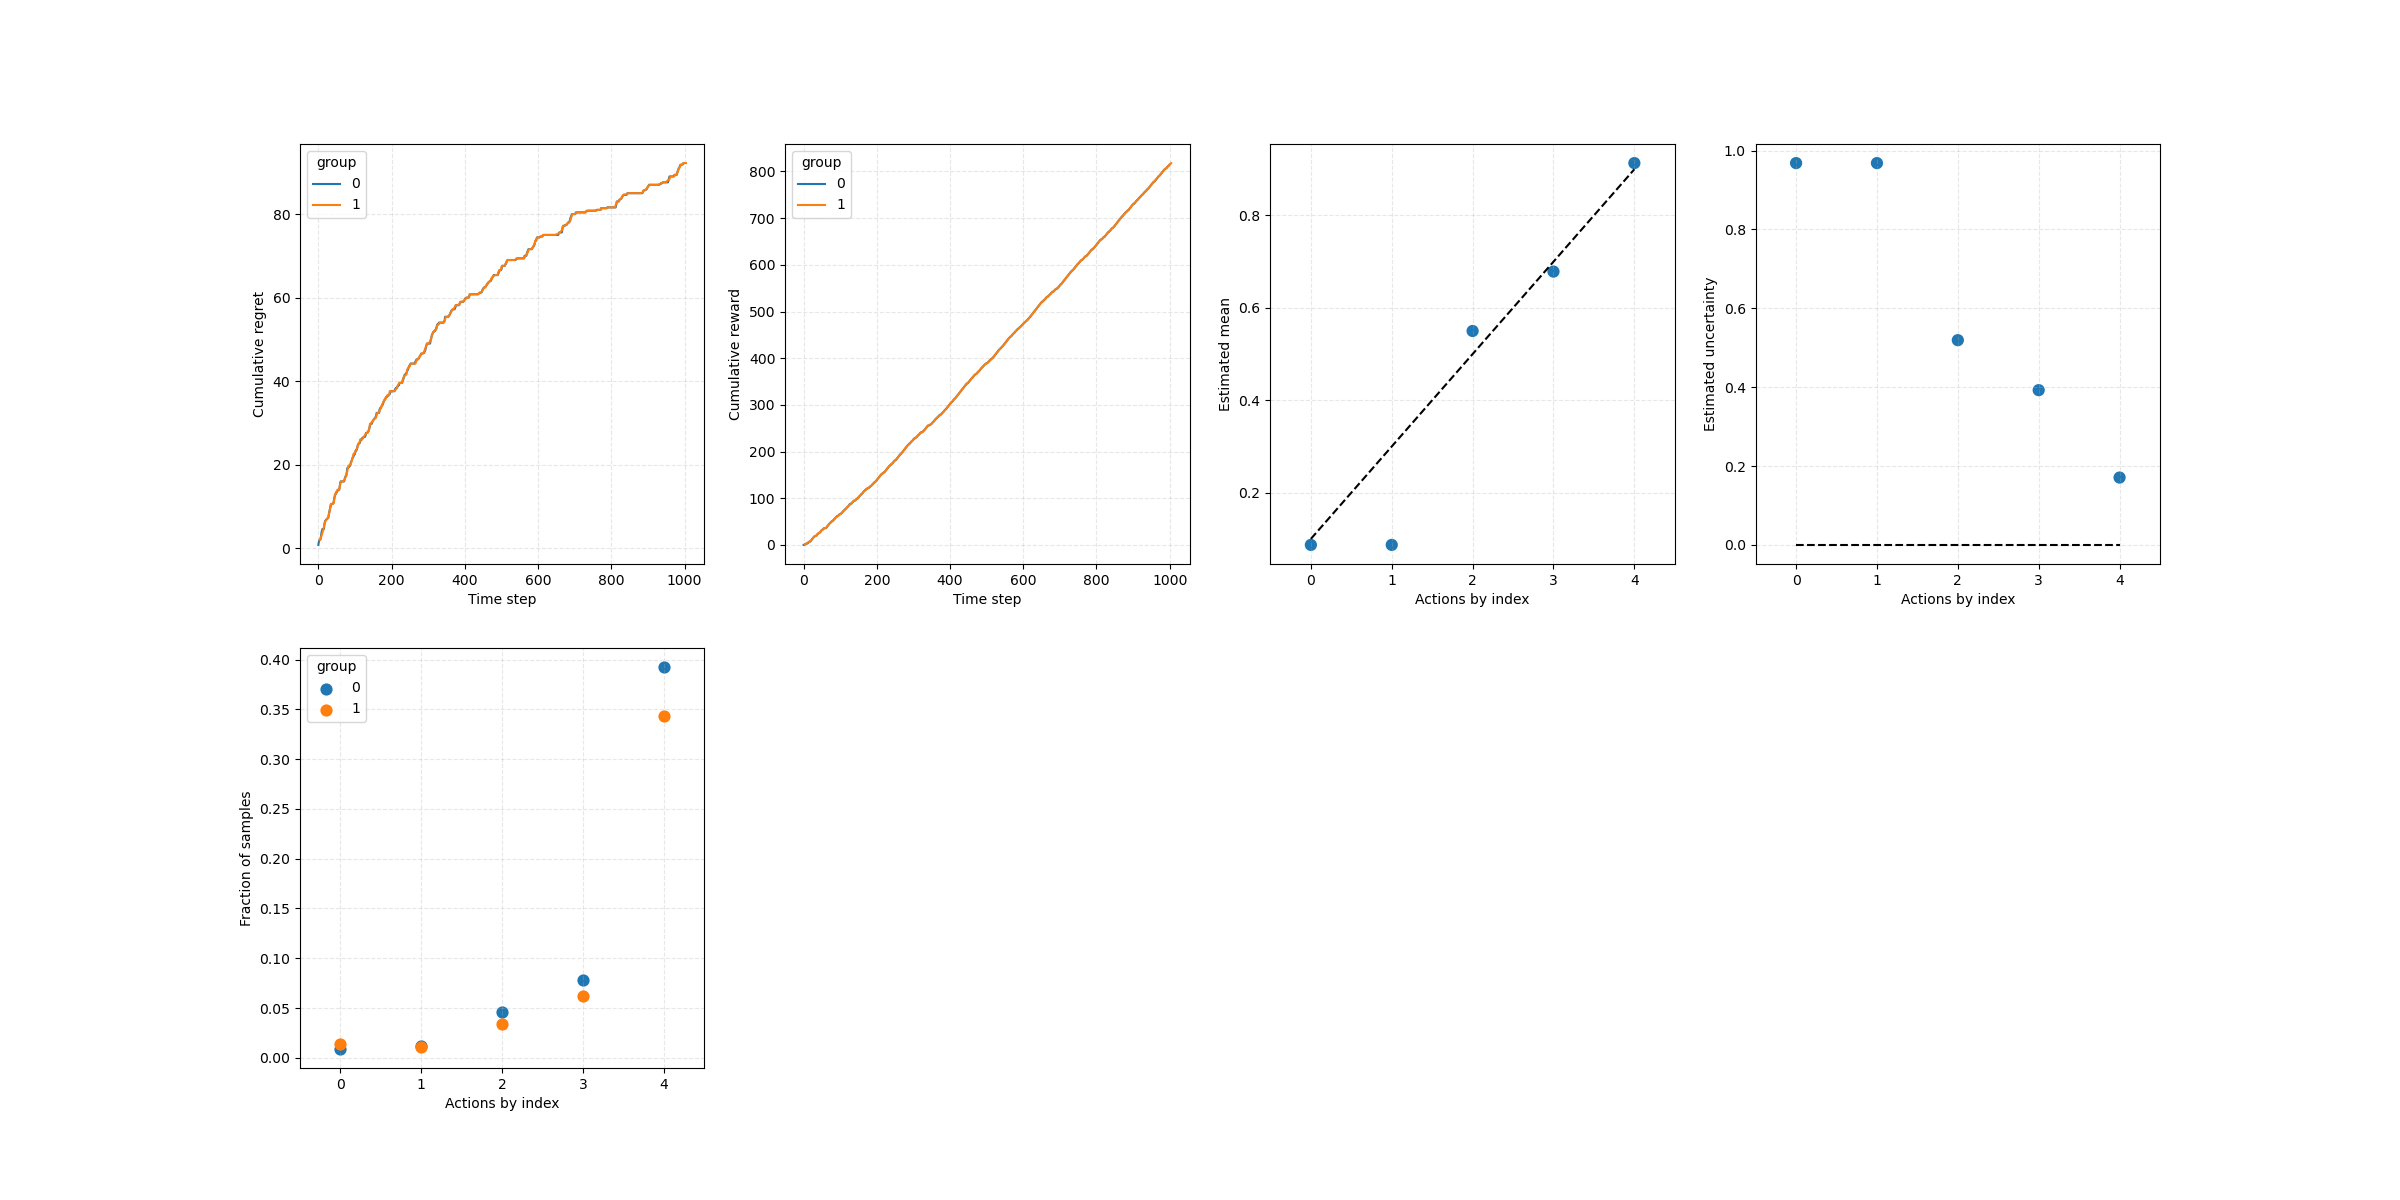 group
0
1
Cumulative regret
80
60
40
20
0
0 200 400 600 800 1000
Time step
group
0
1
Cumulative reward
800
700
600
500
400
300
200
100
0
0 200 400 600 800 1000
Time step
Estimated mean
0.8
0.6
0.4
0.2
0 1 2 3 4
Actions by index
Estimated uncertainty
1.0
0.8
0.6
0.4
0.2
0.0
0 1 2 3 4
Actions by index
group
0
1
Fraction of samples
0.40
0.35
0.30
0.25
0.20
0.15
0.10
0.05
0.00
0 1 2 3 4
Actions by index